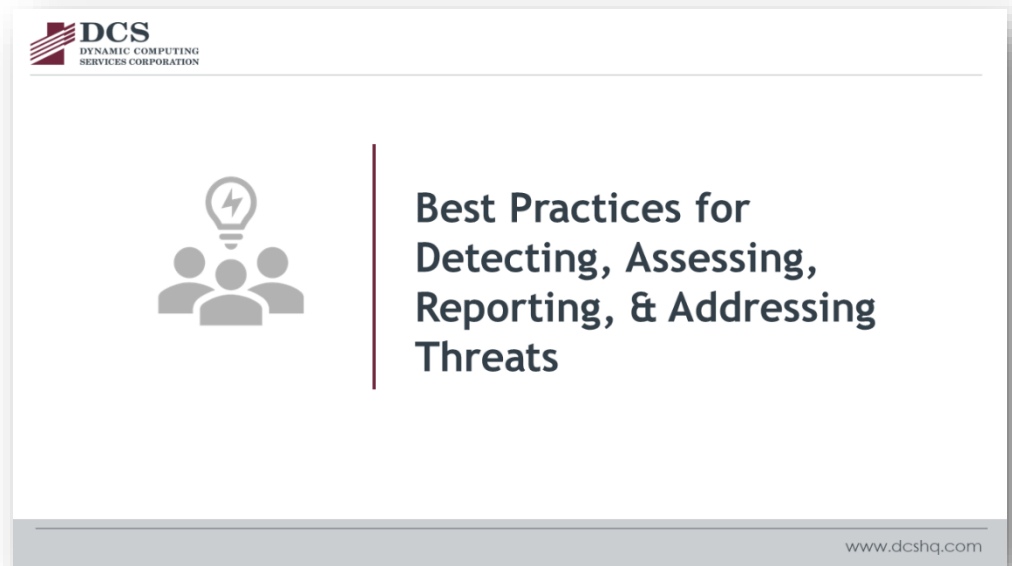 DCS
DYNAMIC COMPUTING
SERVICES CORPORATION
Best Practices for
Detecting, Assessing,
Reporting, & Addressing
Threats
www.dcshq.com